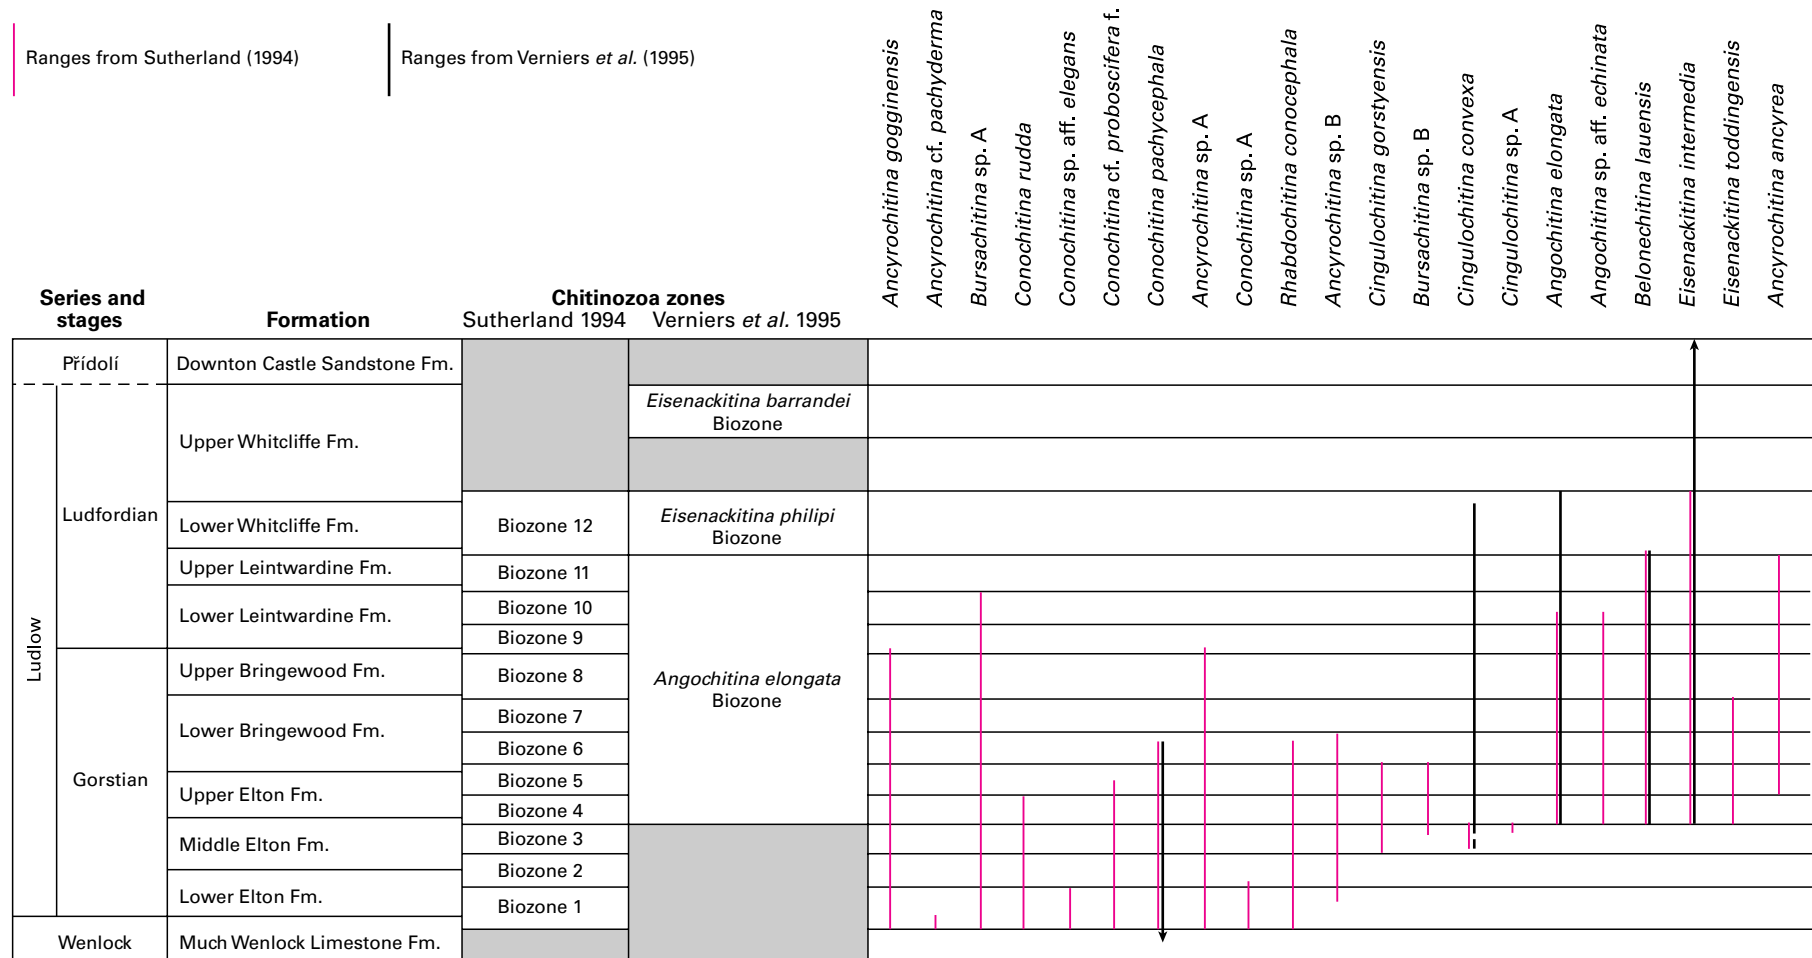 Ranges from Sutherland (1994)
Ranges from Verniers et al. (1995)
Ancyrochitina gogginensis
Ancyrochitina cf. pachyderma
Bursachitina sp. A
Conochitina rudda
Conochitina sp. aff. elegans
Conochitina cf. proboscifera f.
Conochitina pachycephala
Ancyrochitina sp. A
Conochitina sp. A
Rhabdochitina conocephala
Ancyrochitina sp. B
Cingulochitina gorstyensis
Bursachitina sp. B
Cingulochitina convexa
Cingulochitina sp. A
Angochitina elongata
Angochitina sp. aff. echinata
Belonechitina lauensis
Eisenackitina intermedia
Eisenackitina toddingensis
Ancyrochitina ancyrea
Series and
stages
Formation
Chitinozoa zones
Sutherland 1994
Verniers et al. 1995
Přídolí
Downton Castle Sandstone Fm.
Ludlow
Ludfordian
Upper Whitcliffe Fm.
Eisenackitina barrandei
Biozone
Lower Whitcliffe Fm.
Biozone 12
Eisenackitina philipi
Biozone
Upper Leintwardine Fm.
Biozone 11
Lower Leintwardine Fm.
Biozone 10
Biozone 9
Gorstian
Upper Bringewood Fm.
Biozone 8
Angochitina elongata
Biozone
Lower Bringewood Fm.
Biozone 7
Biozone 6
Upper Elton Fm.
Biozone 5
Biozone 4
Middle Elton Fm.
Biozone 3
Biozone 2
Lower Elton Fm.
Biozone 1
Wenlock
Much Wenlock Limestone Fm.